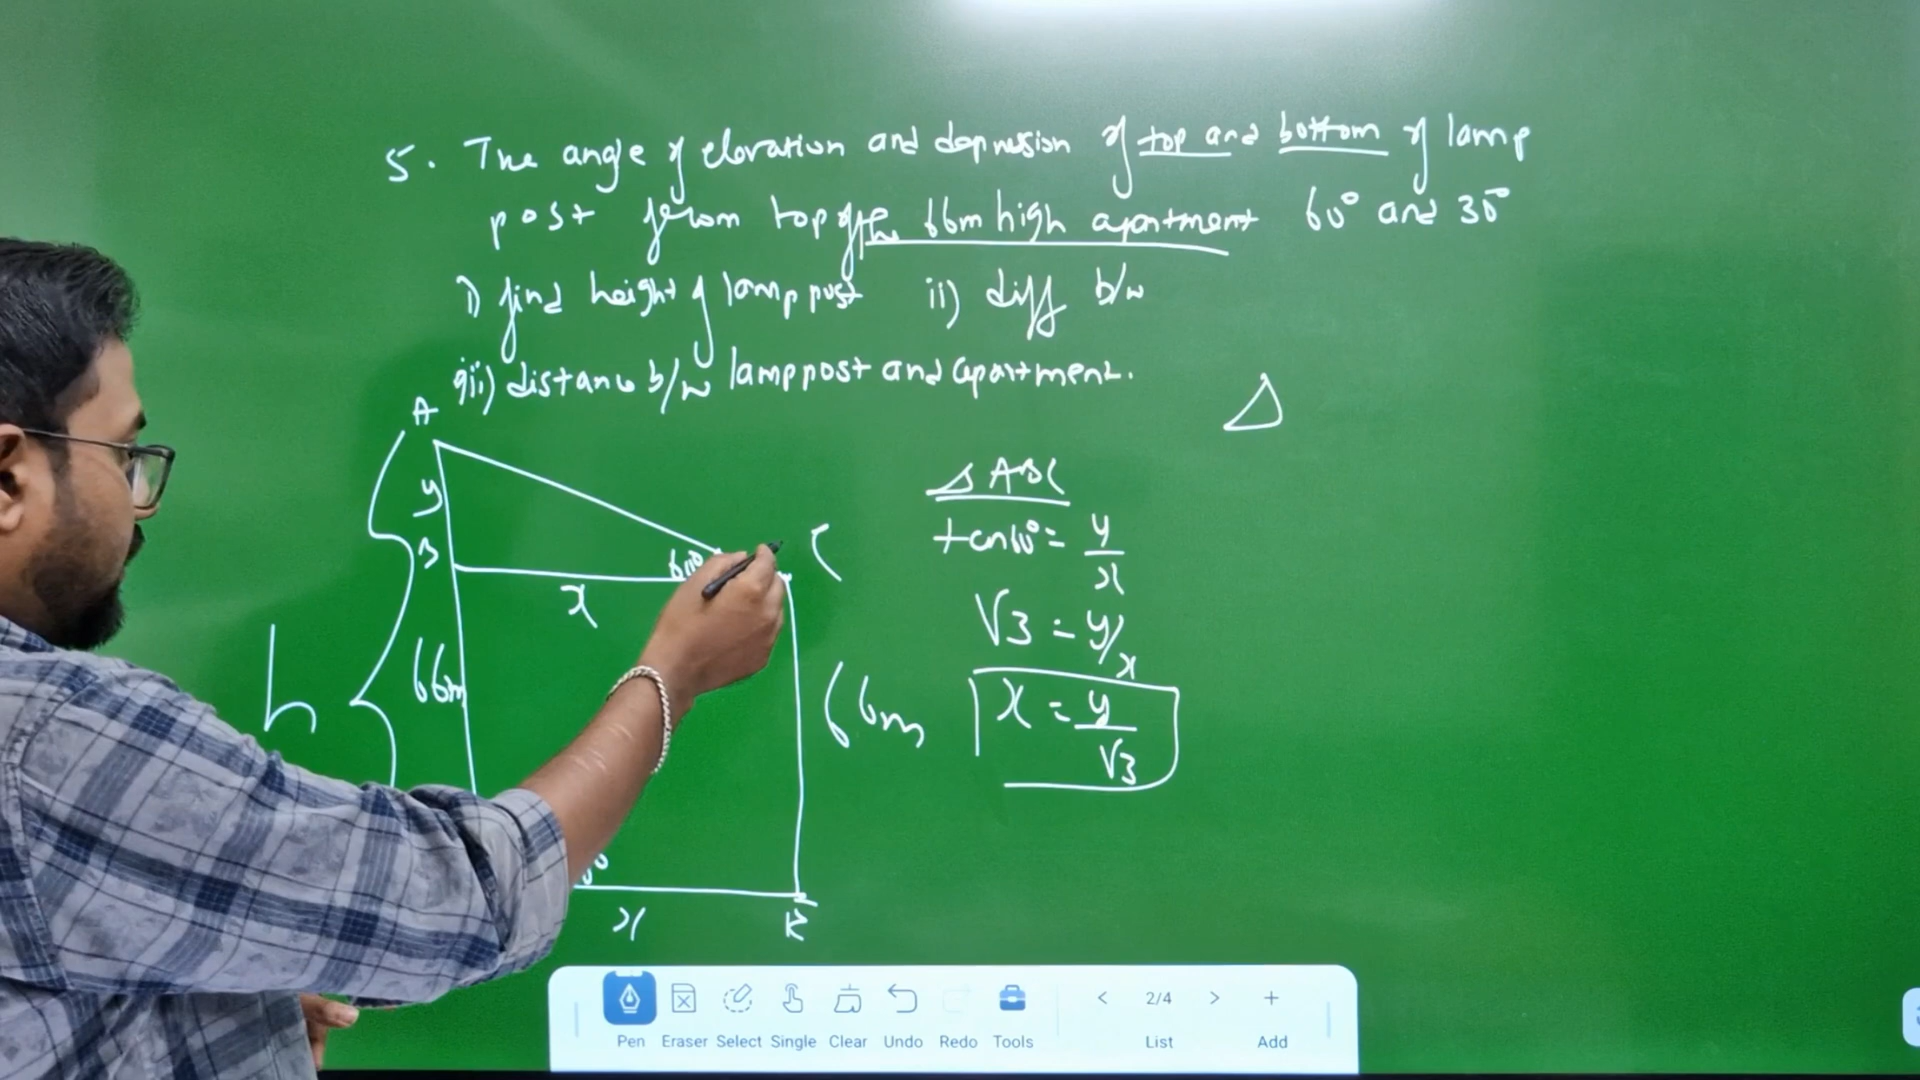 5. The angle of elevation and depression of top and bottom of lamp
post from top of the 66m high apartment 60° and 30°
i) find height of lamp post ii) diff b/w
iii) distance b/w lamppost and apartment.
A
y
B
60°
C
x
66m
h
66m
x
Δ
Δ ABC
tan60° = y/x
√3 = y/x
x = y/√3
Pen Eraser Select Single Clear Undo Redo Tools < 2/4 > +
List Add